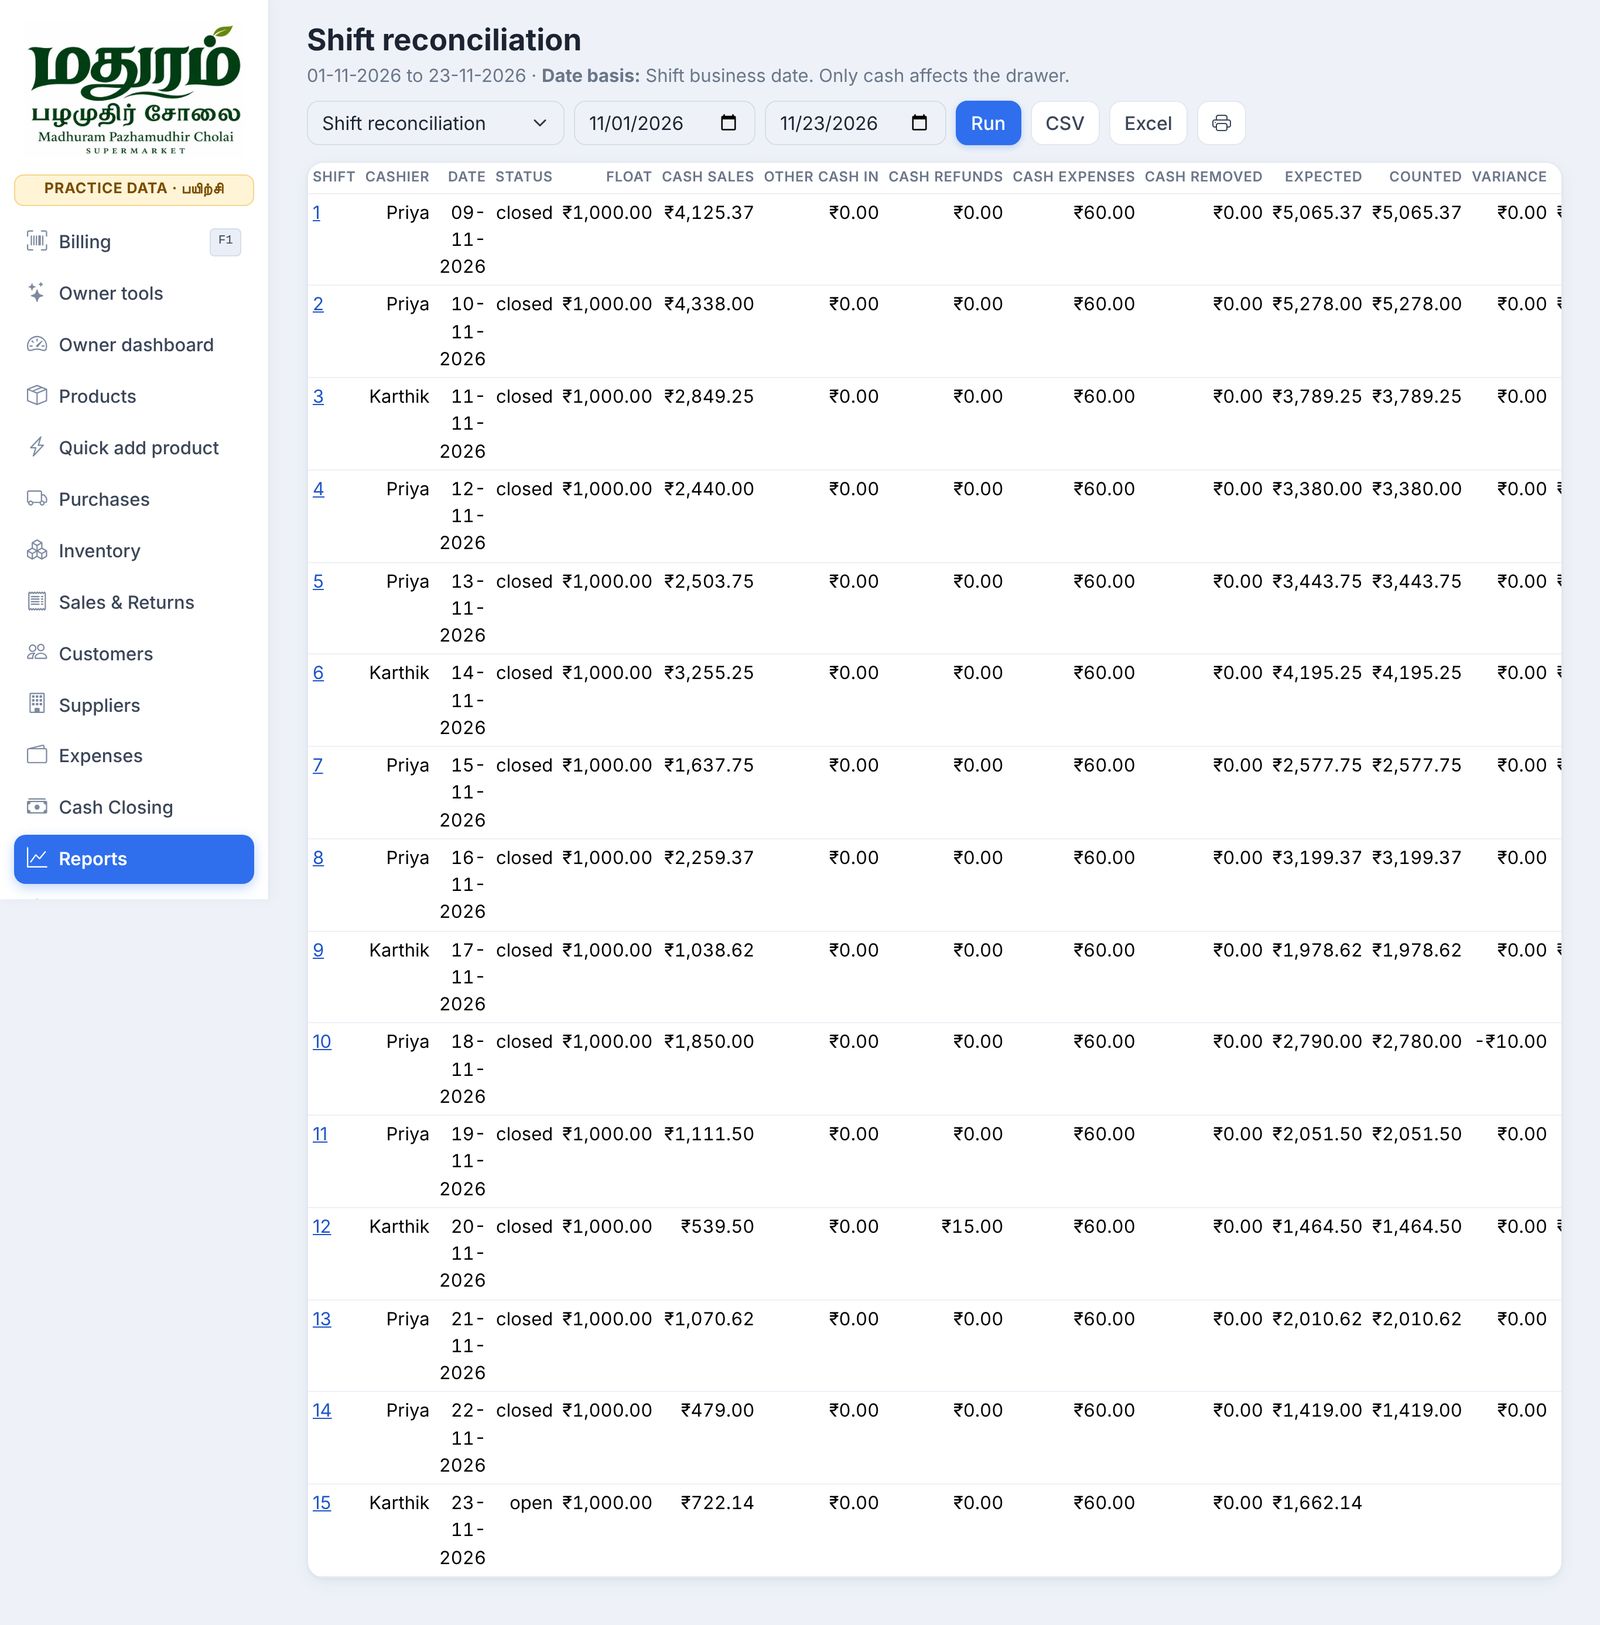 மதுரம்
பழமுதிர் சோலை
Madhuram Pazhamudhir Cholai
SUPERMARKET
PRACTICE DATA · பயிற்சி
Billing F1
Owner tools
Owner dashboard
Products
Quick add product
Purchases
Inventory
Sales & Returns
Customers
Suppliers
Expenses
Cash Closing
Reports
Shift reconciliation
01-11-2026 to 23-11-2026 · Date basis: Shift business date. Only cash affects the drawer.
Shift reconciliation 11/01/2026 11/23/2026 Run CSV Excel
SHIFT CASHIER DATE STATUS FLOAT CASH SALES OTHER CASH IN CASH REFUNDS CASH EXPENSES CASH REMOVED EXPECTED COUNTED VARIANCE
1 Priya 09- closed ₹1,000.00 ₹4,125.37 ₹0.00 ₹0.00 ₹60.00 ₹0.00 ₹5,065.37 ₹5,065.37 ₹0.00
11-
2026
2 Priya 10- closed ₹1,000.00 ₹4,338.00 ₹0.00 ₹0.00 ₹60.00 ₹0.00 ₹5,278.00 ₹5,278.00 ₹0.00
11-
2026
3 Karthik 11- closed ₹1,000.00 ₹2,849.25 ₹0.00 ₹0.00 ₹60.00 ₹0.00 ₹3,789.25 ₹3,789.25 ₹0.00
11-
2026
4 Priya 12- closed ₹1,000.00 ₹2,440.00 ₹0.00 ₹0.00 ₹60.00 ₹0.00 ₹3,380.00 ₹3,380.00 ₹0.00
11-
2026
5 Priya 13- closed ₹1,000.00 ₹2,503.75 ₹0.00 ₹0.00 ₹60.00 ₹0.00 ₹3,443.75 ₹3,443.75 ₹0.00
11-
2026
6 Karthik 14- closed ₹1,000.00 ₹3,255.25 ₹0.00 ₹0.00 ₹60.00 ₹0.00 ₹4,195.25 ₹4,195.25 ₹0.00
11-
2026
7 Priya 15- closed ₹1,000.00 ₹1,637.75 ₹0.00 ₹0.00 ₹60.00 ₹0.00 ₹2,577.75 ₹2,577.75 ₹0.00
11-
2026
8 Priya 16- closed ₹1,000.00 ₹2,259.37 ₹0.00 ₹0.00 ₹60.00 ₹0.00 ₹3,199.37 ₹3,199.37 ₹0.00
11-
2026
9 Karthik 17- closed ₹1,000.00 ₹1,038.62 ₹0.00 ₹0.00 ₹60.00 ₹0.00 ₹1,978.62 ₹1,978.62 ₹0.00
11-
2026
10 Priya 18- closed ₹1,000.00 ₹1,850.00 ₹0.00 ₹0.00 ₹60.00 ₹0.00 ₹2,790.00 ₹2,780.00 -₹10.00
11-
2026
11 Priya 19- closed ₹1,000.00 ₹1,111.50 ₹0.00 ₹0.00 ₹60.00 ₹0.00 ₹2,051.50 ₹2,051.50 ₹0.00
11-
2026
12 Karthik 20- closed ₹1,000.00 ₹539.50 ₹0.00 ₹15.00 ₹60.00 ₹0.00 ₹1,464.50 ₹1,464.50 ₹0.00
11-
2026
13 Priya 21- closed ₹1,000.00 ₹1,070.62 ₹0.00 ₹0.00 ₹60.00 ₹0.00 ₹2,010.62 ₹2,010.62 ₹0.00
11-
2026
14 Priya 22- closed ₹1,000.00 ₹479.00 ₹0.00 ₹0.00 ₹60.00 ₹0.00 ₹1,419.00 ₹1,419.00 ₹0.00
11-
2026
15 Karthik 23- open ₹1,000.00 ₹722.14 ₹0.00 ₹0.00 ₹60.00 ₹0.00 ₹1,662.14
11-
2026